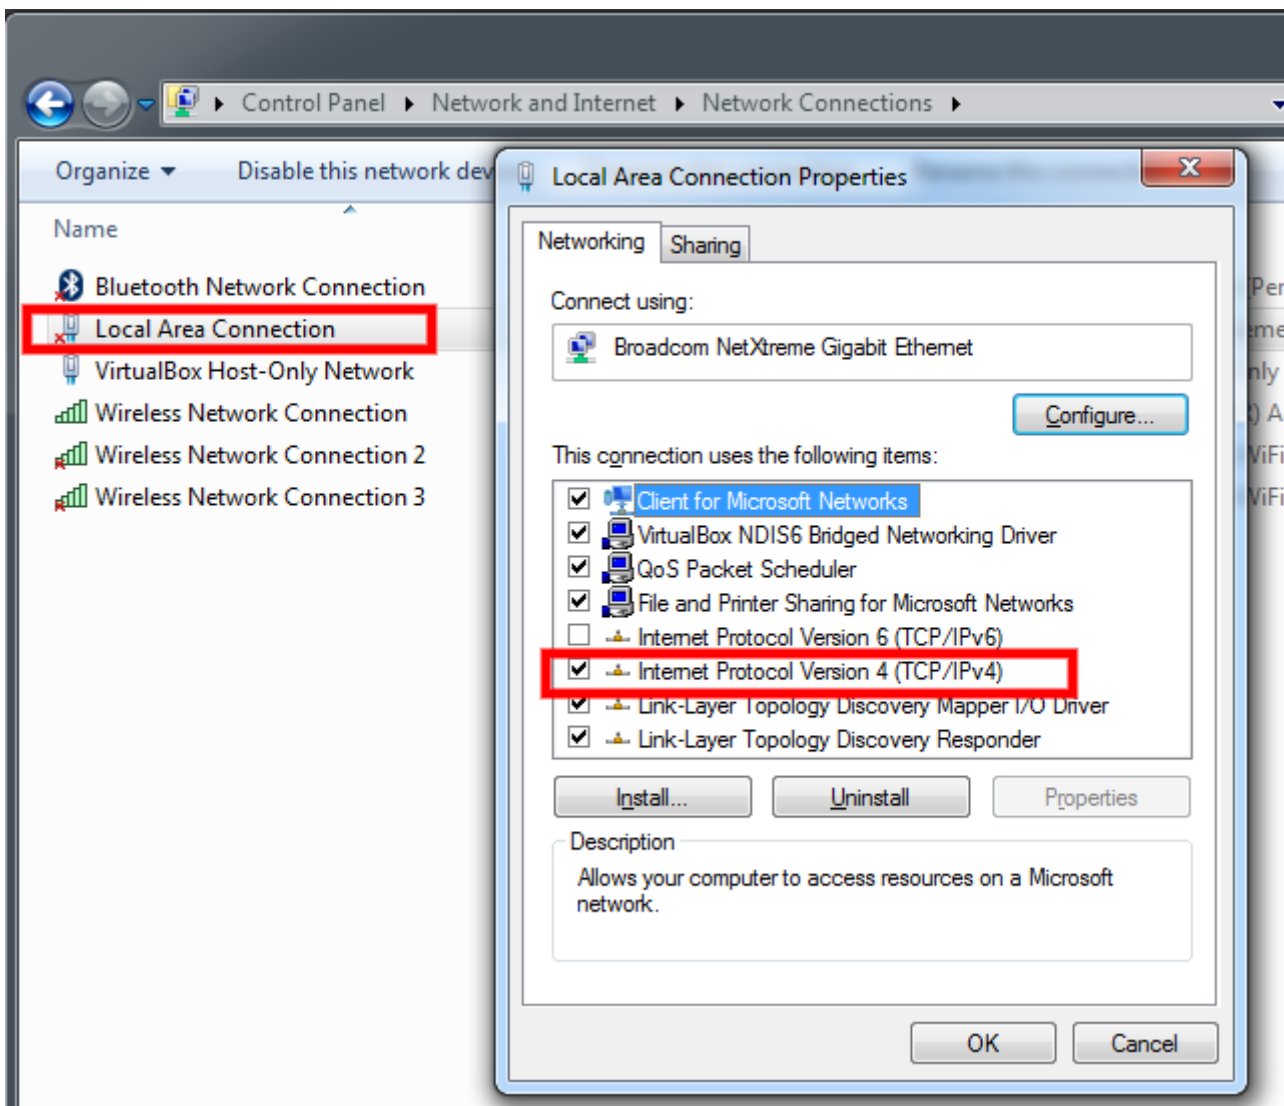 Control Panel Network and Internet Network Connections
Organize Disable this network dev
Name
Bluetooth Network Connection
Local Area Connection
VirtualBox Host-Only Network
Wireless Network Connection
Wireless Network Connection 2
Wireless Network Connection 3
Local Area Connection Properties
Networking Sharing
Connect using:
Broadcom NetXtreme Gigabit Ethernet
Configure...
This connection uses the following items:
Client for Microsoft Networks
VirtualBox NDIS6 Bridged Networking Driver
QoS Packet Scheduler
File and Printer Sharing for Microsoft Networks
Internet Protocol Version 6 (TCP/IPv6)
Internet Protocol Version 4 (TCP/IPv4)
Link-Layer Topology Discovery Mapper I/O Driver
Link-Layer Topology Discovery Responder
Install... Uninstall Properties
Description
Allows your computer to access resources on a Microsoft
network.
OK Cancel